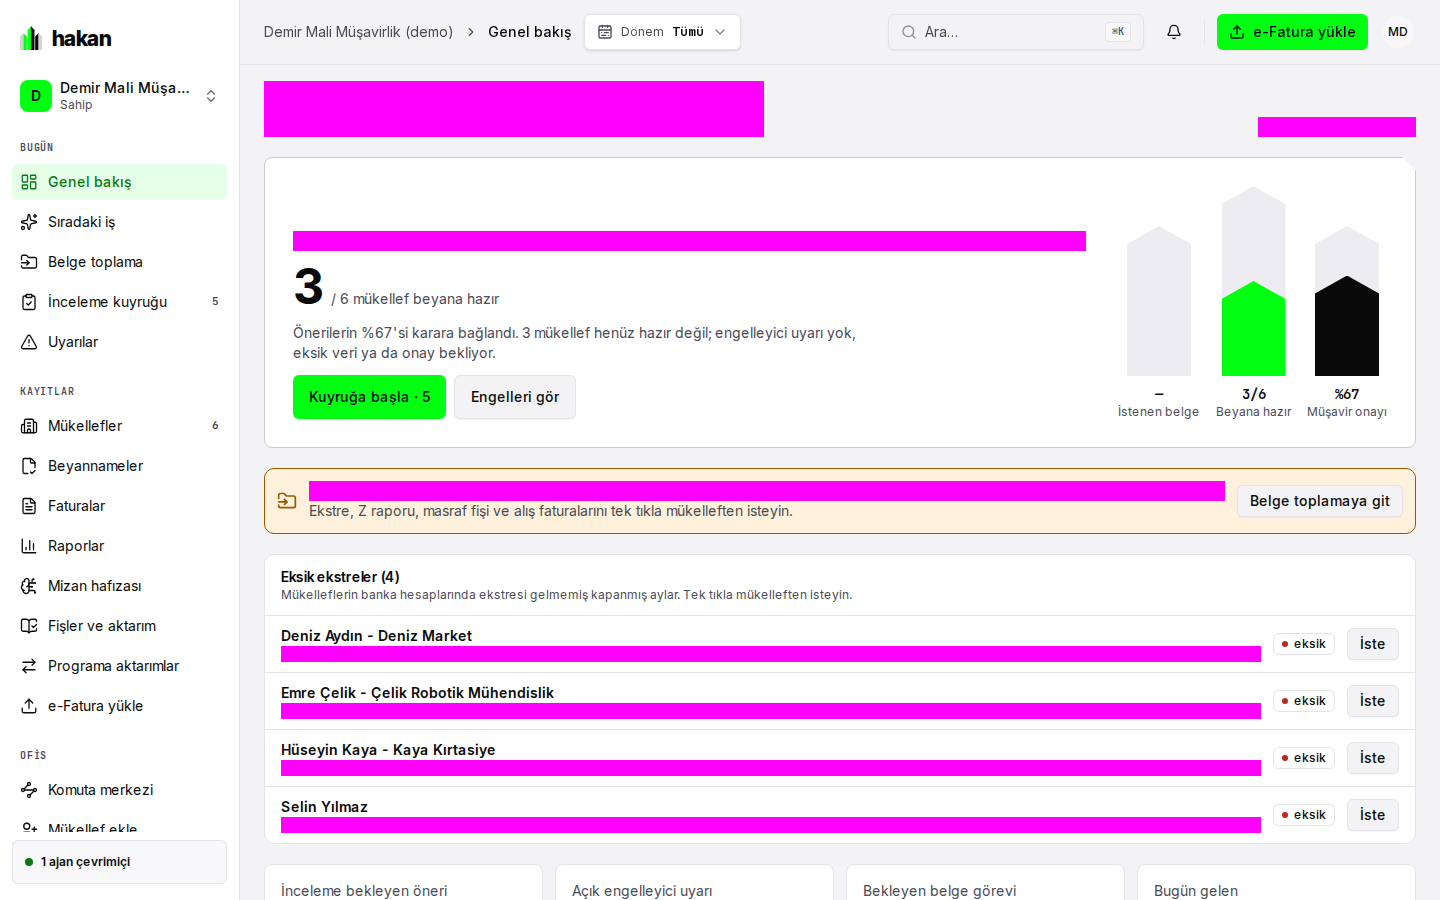 hakan
Demir Mali Müşavirlik (demo) > Genel bakış
Dönem Tümü
Ara...
⌘K
e-Fatura yükle
MD
D
Demir Mali Müşa...
Sahip
BUGÜN
Genel bakış
Sıradaki iş
Belge toplama
İnceleme kuyruğu 5
Uyarılar
KAYITLAR
Mükellefler 6
Beyannameler
Faturalar
Raporlar
Mizan hafızası
Fişler ve aktarım
Programa aktarımlar
e-Fatura yükle
OFİS
Komuta merkezi
Mükellef ekle
1 ajan çevrimiçi
3 / 6 mükellef beyana hazır
Önerilerin %67'si karara bağlandı. 3 mükellef henüz hazır değil; engelleyici uyarı yok,
eksik veri ya da onay bekliyor.
Kuyruğa başla · 5
Engelleri gör
– 3/6 %67
İstenen belge Beyana hazır Müşavir onayı
Ekstre, Z raporu, masraf fişi ve alış faturalarını tek tıkla mükelleften isteyin.
Belge toplamaya git
Eksik ekstreler (4)
Mükelleflerin banka hesaplarında ekstresi gelmemiş kapanmış aylar. Tek tıkla mükelleften isteyin.
Deniz Aydın - Deniz Market
eksik İste
Emre Çelik - Çelik Robotik Mühendislik
eksik İste
Hüseyin Kaya - Kaya Kırtasiye
eksik İste
Selin Yılmaz
eksik İste
İnceleme bekleyen öneri
Açık engelleyici uyarı
Bekleyen belge görevi
Bugün gelen